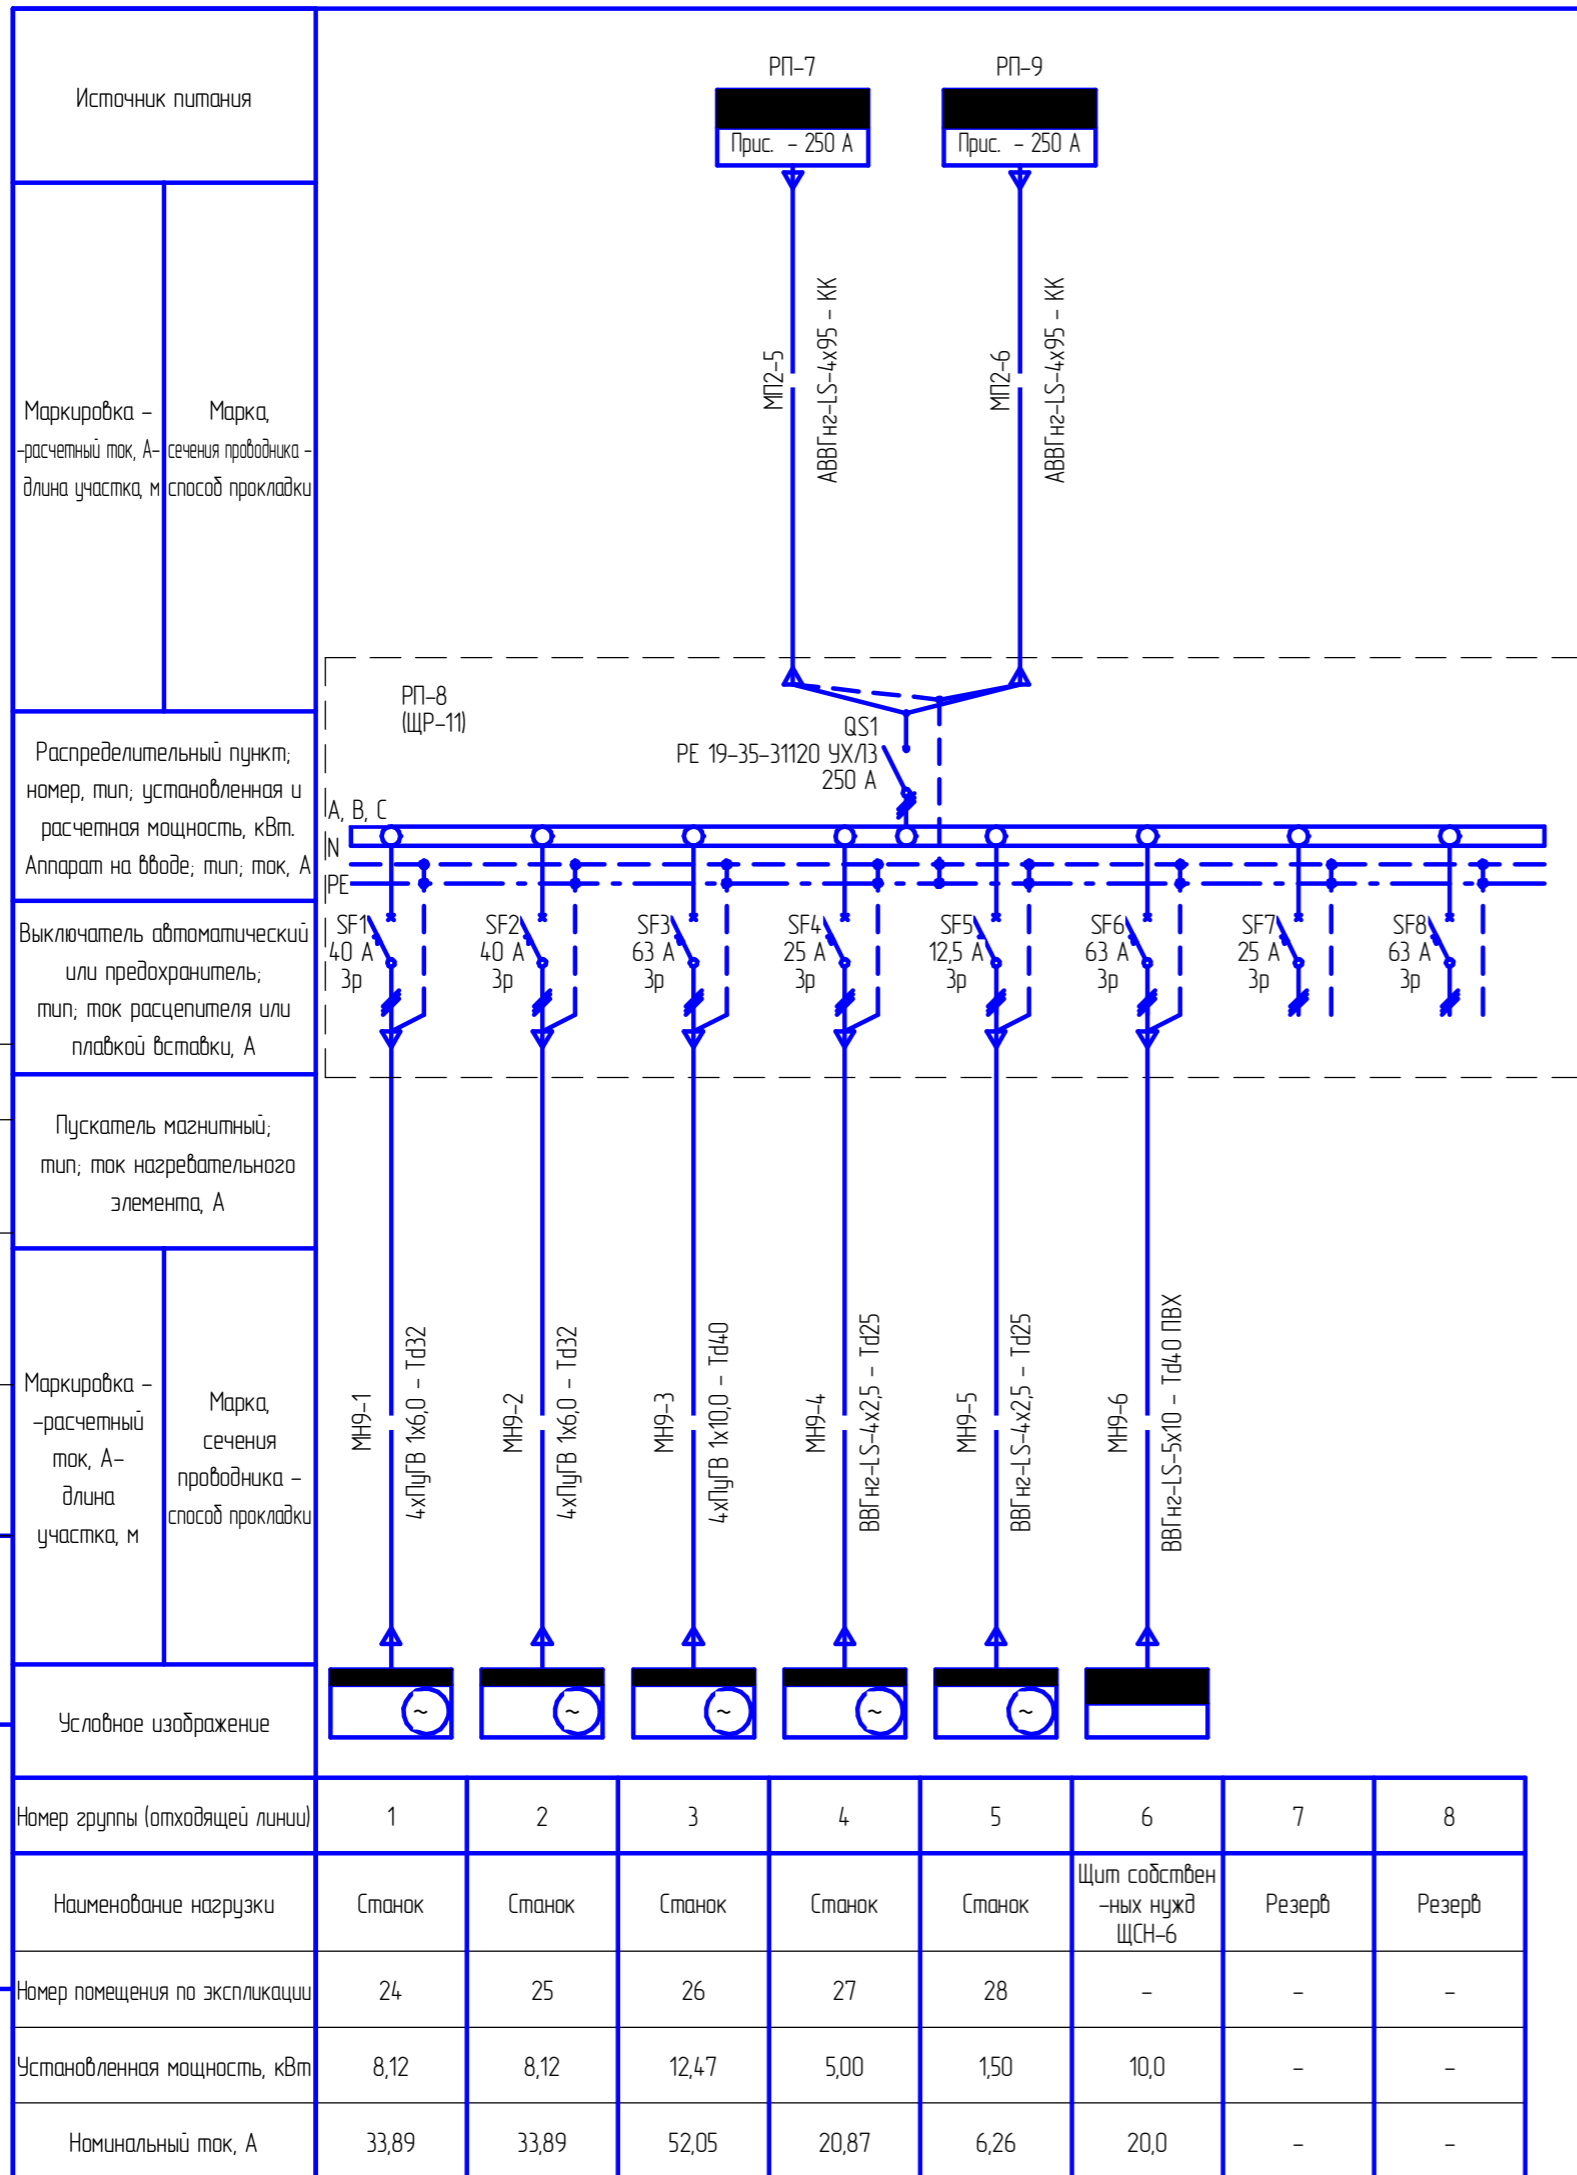 Источник питания
РП-7
РП-9
Прис. - 250 А
Прис. - 250 А
Маркировка -
-расчетный ток, А-
длина участка, м
Марка,
сечения проводника -
способ прокладки
МП2-5
АВВГнг-LS-4х95 - КК
МП2-6
АВВГнг-LS-4х95 - КК
Распределительный пункт;
номер, тип; установленная и
расчетная мощность, кВт.
Аппарат на вводе; тип; ток, А
РП-8
(ЩР-11)
QS1
РЕ 19-35-31120 УХЛ3
250 А
А, В, С
N
PE
Выключатель автоматический
или предохранитель;
тип; ток расцепителя или
плавкой вставки, А
SF1
40 А
3р
SF2
40 А
3р
SF3
63 А
3р
SF4
25 А
3р
SF5
12,5 А
3р
SF6
63 А
3р
SF7
25 А
3р
SF8
63 А
3р
Пускатель магнитный;
тип; ток нагревательного
элемента, А
Маркировка -
-расчетный
ток, А-
длина
участка, м
Марка,
сечения
проводника -
способ прокладки
МН9-1
4хПуГВ 1х6,0 - Тd32
МН9-2
4хПуГВ 1х6,0 - Тd32
МН9-3
4хПуГВ 1х10,0 - Тd40
МН9-4
ВВГнг-LS-4х2,5 - Тd25
МН9-5
ВВГнг-LS-4х2,5 - Тd25
МН9-6
ВВГнг-LS-5х10 - Тd40 ПВХ
Условное изображение
~ ~ ~ ~ ~
Номер группы (отходящей линии) 1 2 3 4 5 6 7 8
Наименование нагрузки Станок Станок Станок Станок Станок
Щит собствен
-ных нужд
ЩСН-6
Резерв Резерв
Номер помещения по экспликации 24 25 26 27 28 - - -
Установленная мощность, кВт 8,12 8,12 12,47 5,00 1,50 10,0 - -
Номинальный ток, А 33,89 33,89 52,05 20,87 6,26 20,0 - -